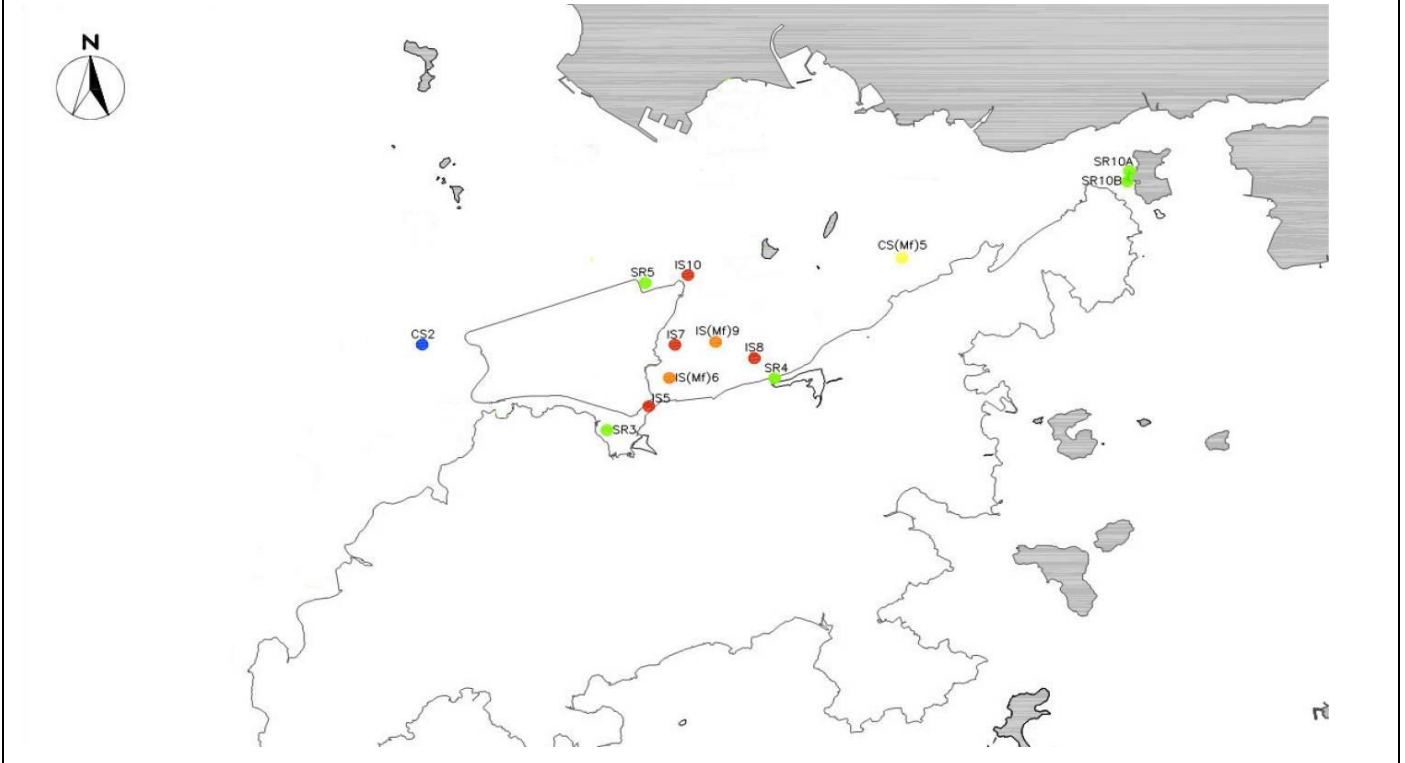 N
SR10A
SR10B
CS(Mf)5
IS10
SR5
CS2
IS7
IS(Mf)9
IS8
SR4
IS(Mf)6
IS5
SR3